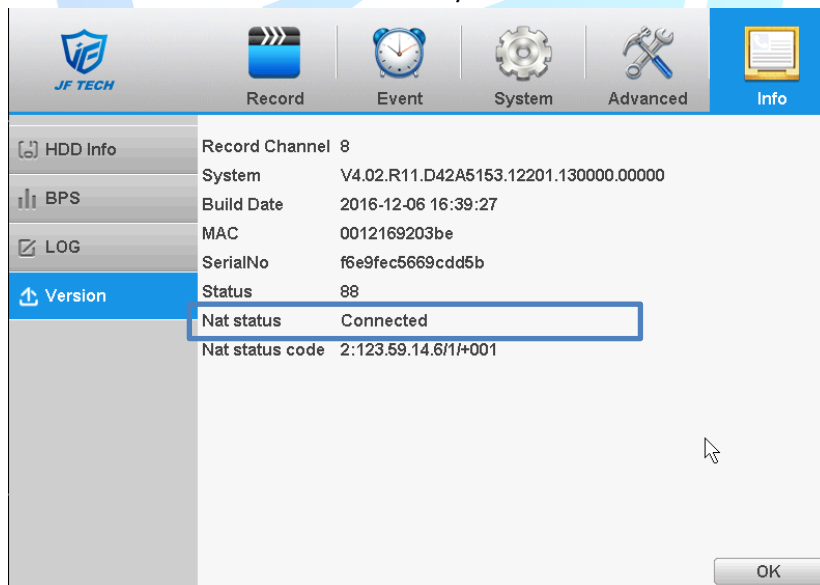 JF TECH
Record
Event
System
Advanced
Info
HDD Info
BPS
LOG
Version
Record Channel 8
System V4.02.R11.D42A5153.12201.130000.00000
Build Date 2016-12-06 16:39:27
MAC 0012169203be
SerialNo f6e9fec5669cdd5b
Status 88
Nat status Connected
Nat status code 2:123.59.14.6/1/+001
OK